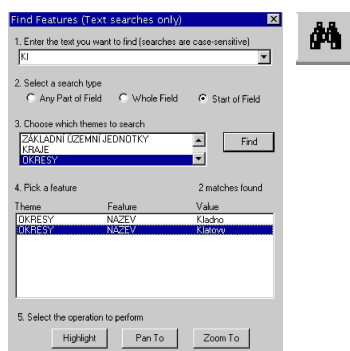 Find Features (Text searches only)
1. Enter the text you want to find (searches are case-sensitive)
Kl
2. Select a search type
Any Part of Field Whole Field Start of Field
3. Choose which themes to search
ZÁKLADNÍ ÚZEMNÍ JEDNOTKY
KRAJE
OKRESY
Find
4. Pick a feature 2 matches found
Theme Feature Value
OKRESY NAZEV Kladno
OKRESY NAZEV Klatovy
5. Select the operation to perform
Highlight Pan To Zoom To